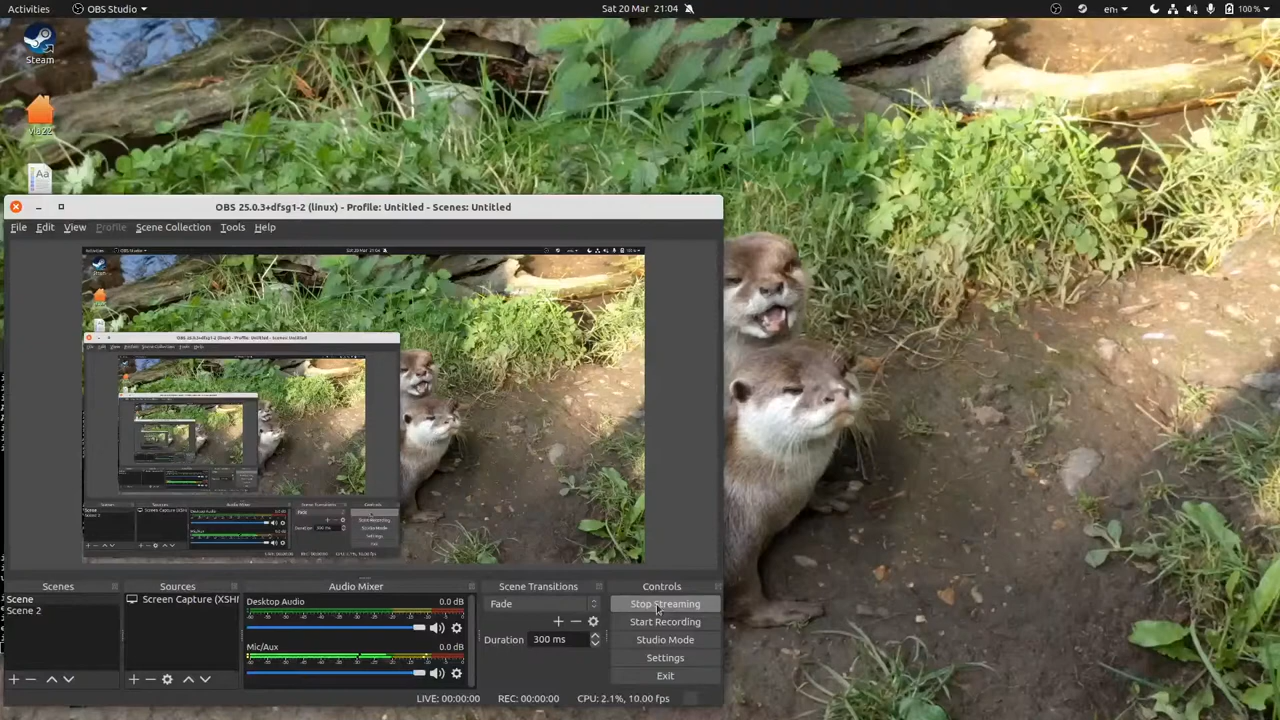 Activities
OBS Studio
Sat 20 Mar 21:04
en₁
100 %
Steam
vla22
Aa
OBS 25.0.3+dfsg1-2 (linux) - Profile: Untitled - Scenes: Untitled
File Edit View Profile Scene Collection Tools Help
Scenes
Scene
Scene 2
Sources
Screen Capture (XSHI
Audio Mixer
Desktop Audio 0.0 dB
Mic/Aux 0.0 dB
Scene Transitions
Fade
Duration 300 ms
Controls
Stop Streaming
Start Recording
Studio Mode
Settings
Exit
LIVE: 00:00:00 REC: 00:00:00 CPU: 2.1%, 10.00 fps